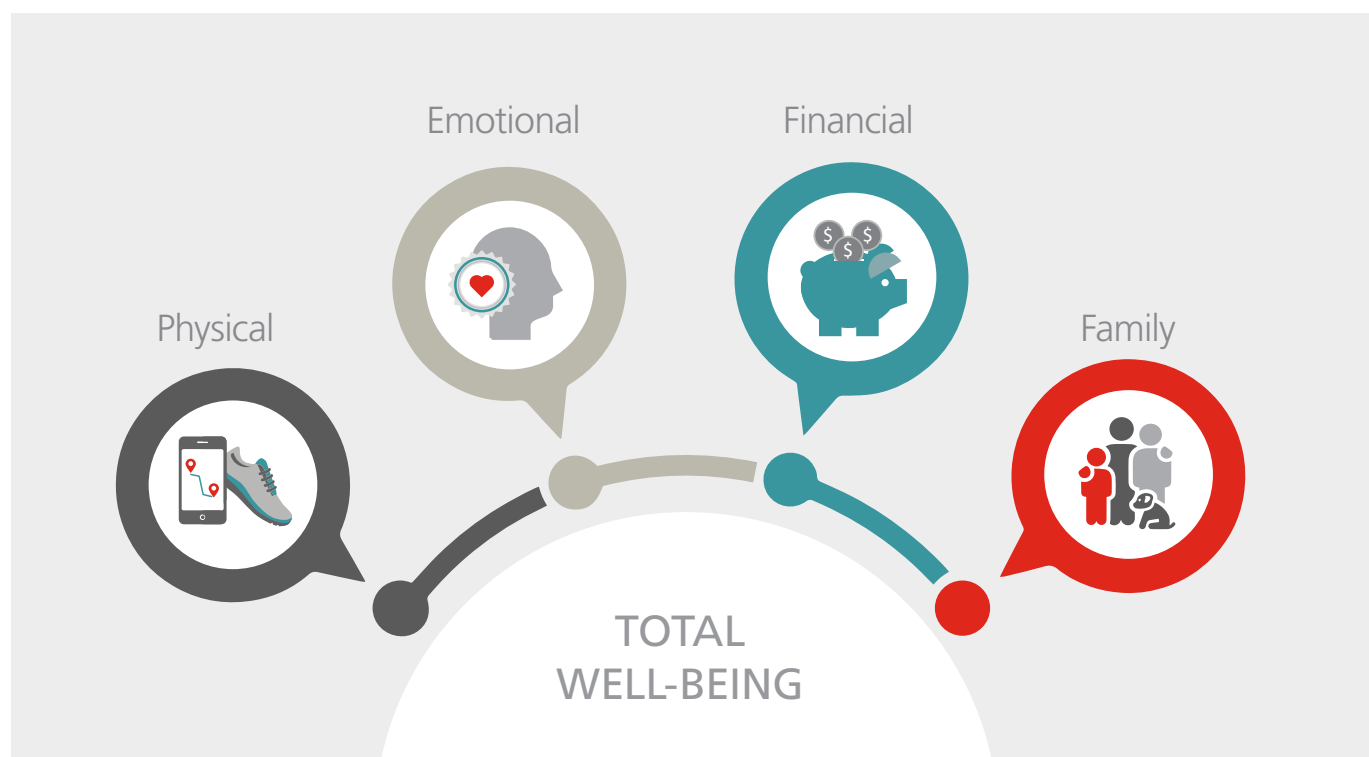 Emotional
Financial
$ $ $
Physical
Family
TOTAL
WELL-BEING